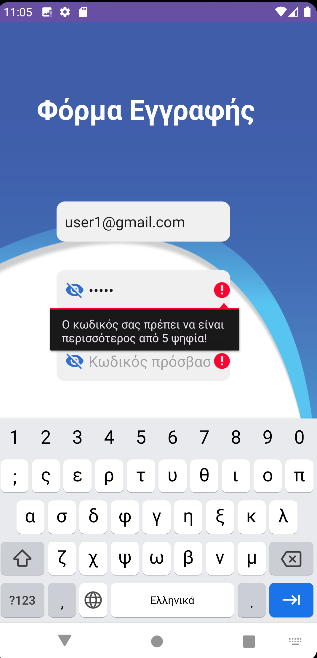 11:05
Φόρμα Εγγραφής
user1@gmail.com
•••••
Ο κωδικός σας πρέπει να είναι
περισσότερος από 5 ψηφία!
Κωδικός πρόσβασ
1 2 3 4 5 6 7 8 9 0
; ς ε ρ τ υ θ ι ο π
α σ δ φ γ η ξ κ λ
ζ χ ψ ω β ν μ
?123 , Ελληνικά .